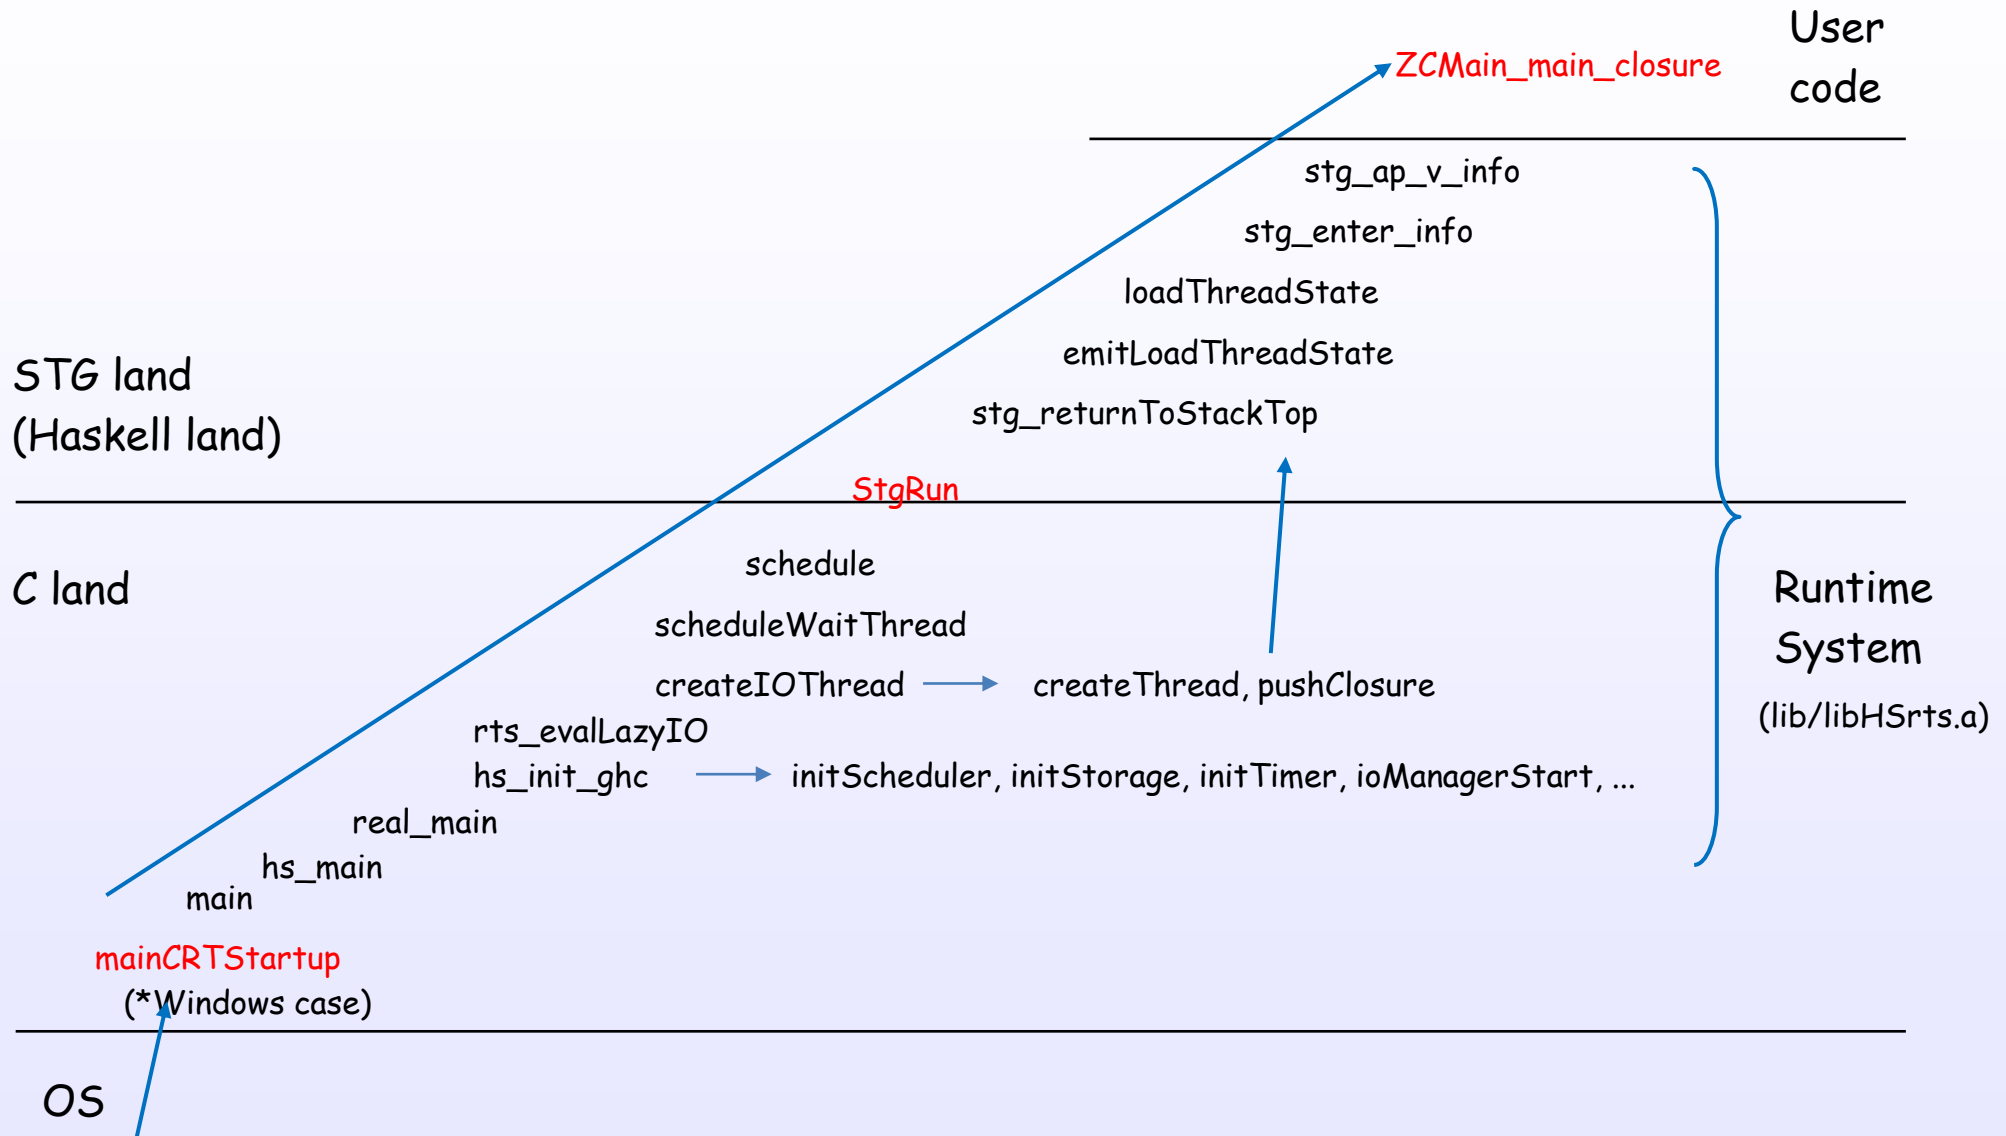 User
code
ZCMain_main_closure
stg_ap_v_info
stg_enter_info
loadThreadState
emitLoadThreadState
stg_returnToStackTop
STG land
(Haskell land)
StgRun
C land
schedule
scheduleWaitThread
createIOThread
createThread, pushClosure
rts_evalLazyIO
hs_init_ghc
initScheduler, initStorage, initTimer, ioManagerStart, ...
real_main
hs_main
main
mainCRTStartup
(*Windows case)
Runtime
System
(lib/libHSrts.a)
OS